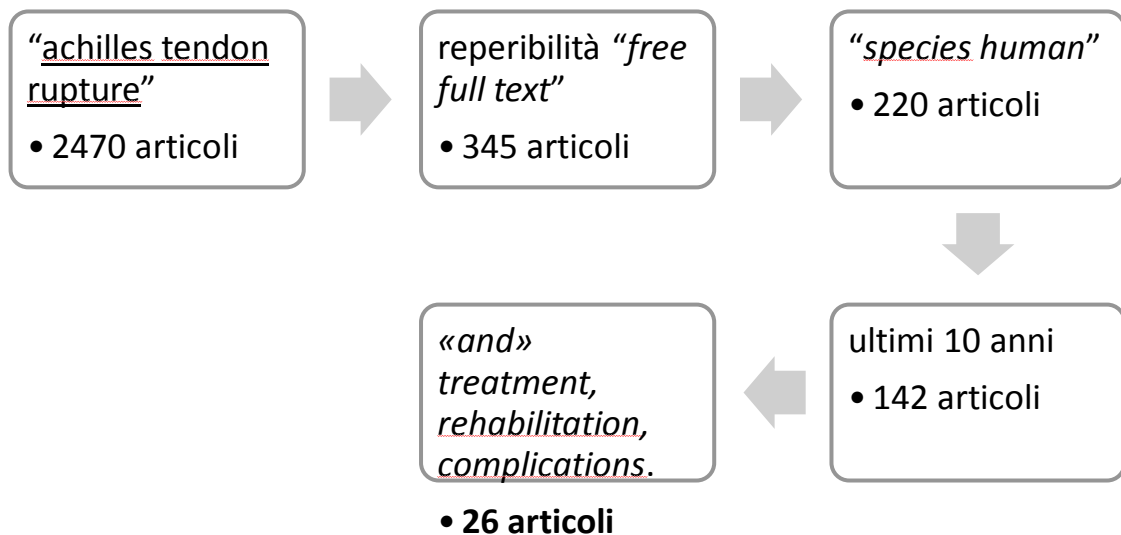 “achilles tendon
rupture”
• 2470 articoli
reperibilità “free
full text”
• 345 articoli
“species human”
• 220 articoli
ultimi 10 anni
• 142 articoli
«and»
treatment,
rehabilitation,
complications.
• 26 articoli